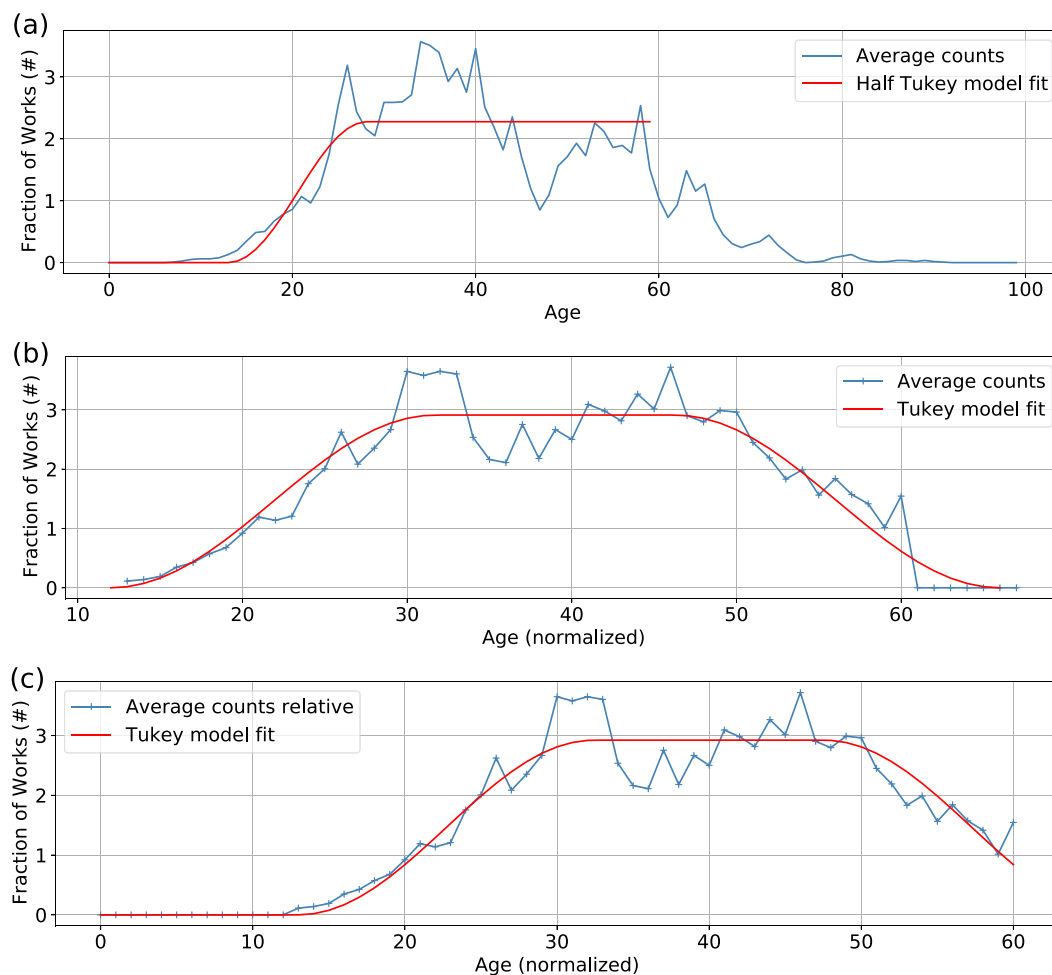 (a)
Fraction of Works (#)
3
2
1
0
Average counts
Half Tukey model fit
0 20 40 60 80 100
Age
(b)
Fraction of Works (#)
3
2
1
0
Average counts
Tukey model fit
10 20 30 40 50 60
Age (normalized)
(c)
Fraction of Works (#)
3
2
1
0
Average counts relative
Tukey model fit
0 10 20 30 40 50 60
Age (normalized)